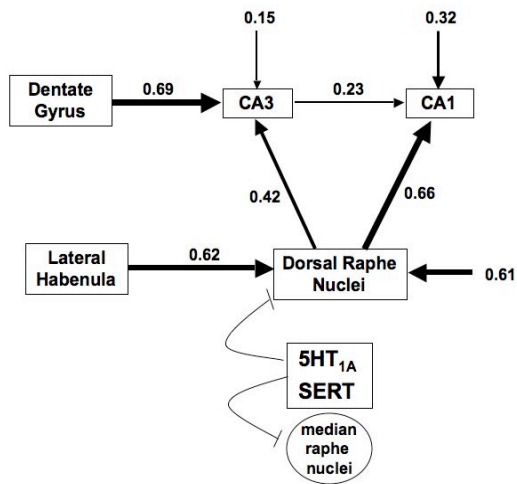 0.15
0.32
Dentate
Gyrus
0.69
CA3
0.23
CA1
0.42
0.66
Lateral
Habenula
0.62
Dorsal Raphe
Nuclei
0.61
5HT1A
SERT
median
raphe
nuclei